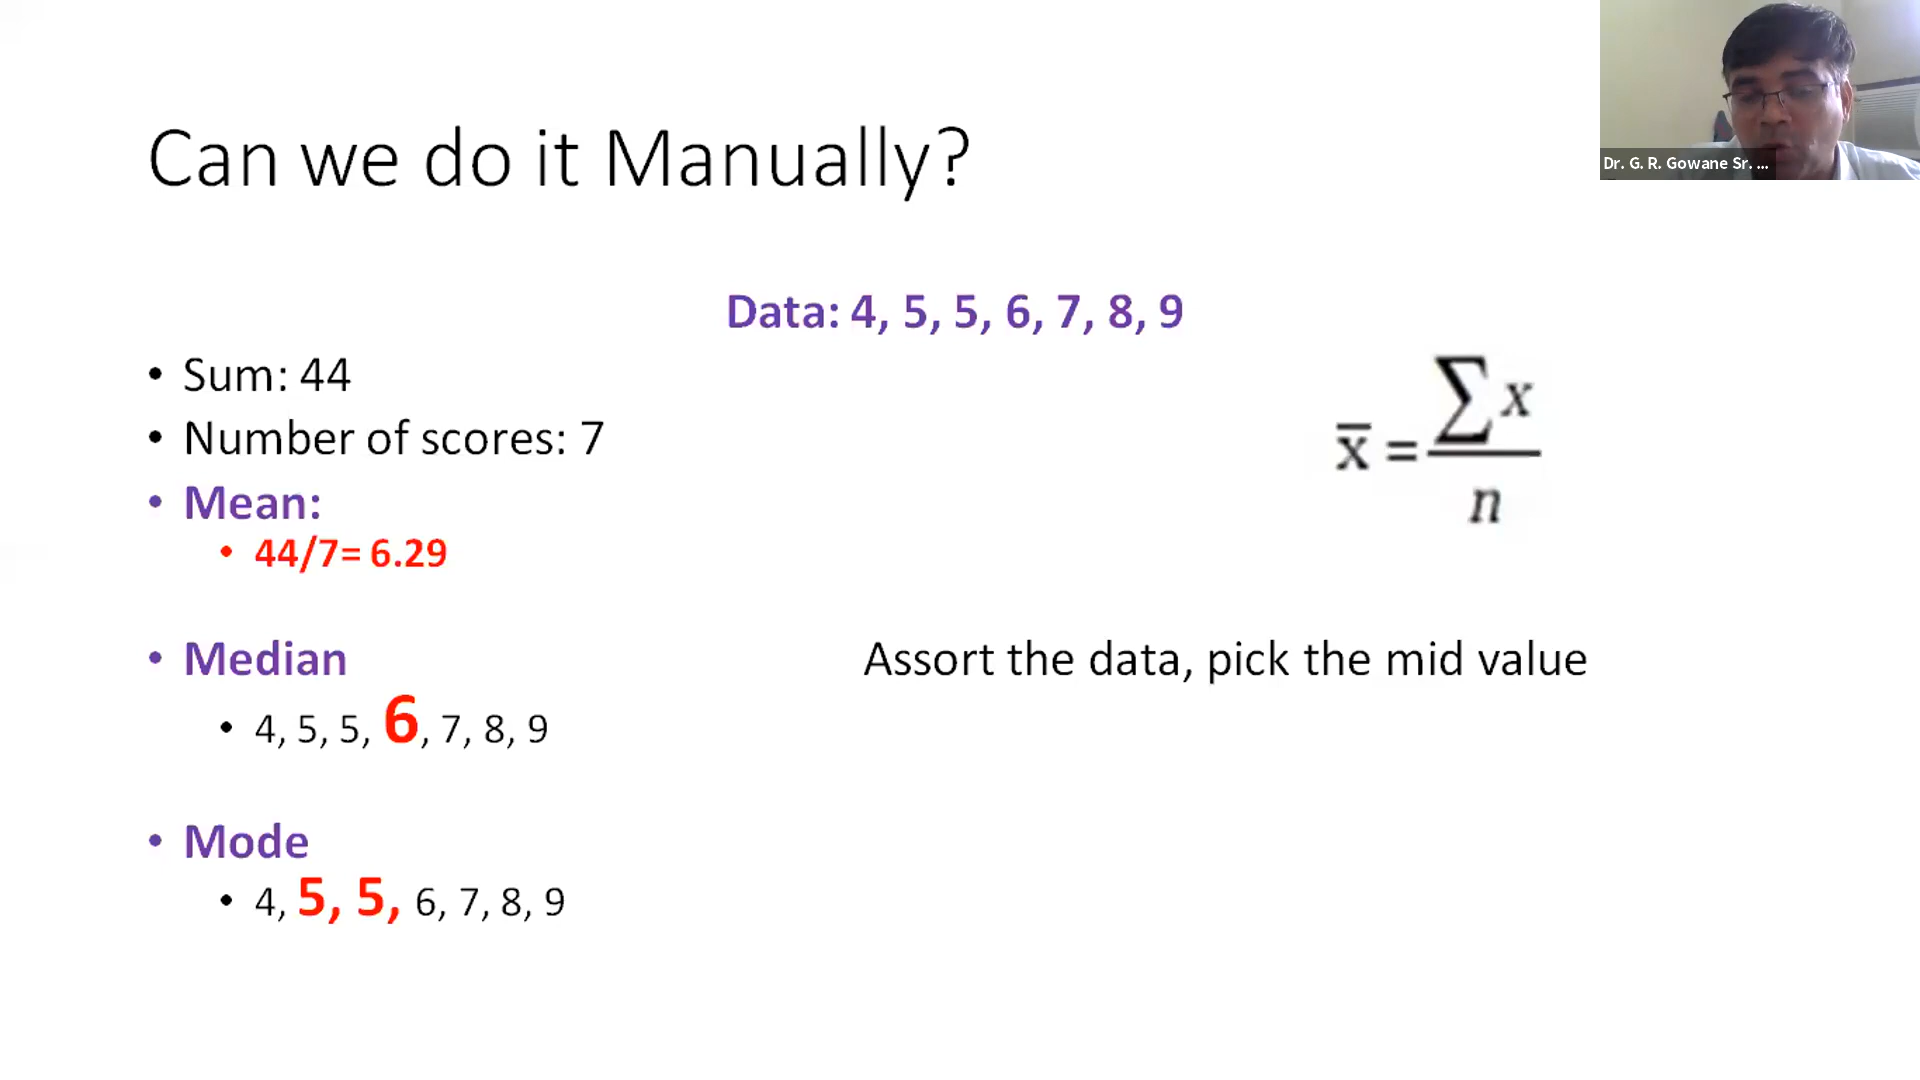 Can we do it Manually?
Dr. G. R. Gowane Sr. ...
Data: 4, 5, 5, 6, 7, 8, 9
• Sum: 44
• Number of scores: 7
• Mean:
• 44/7= 6.29
x̄ = ∑x / n
• Median
Assort the data, pick the mid value
• 4, 5, 5, 6, 7, 8, 9
• Mode
• 4, 5, 5, 6, 7, 8, 9